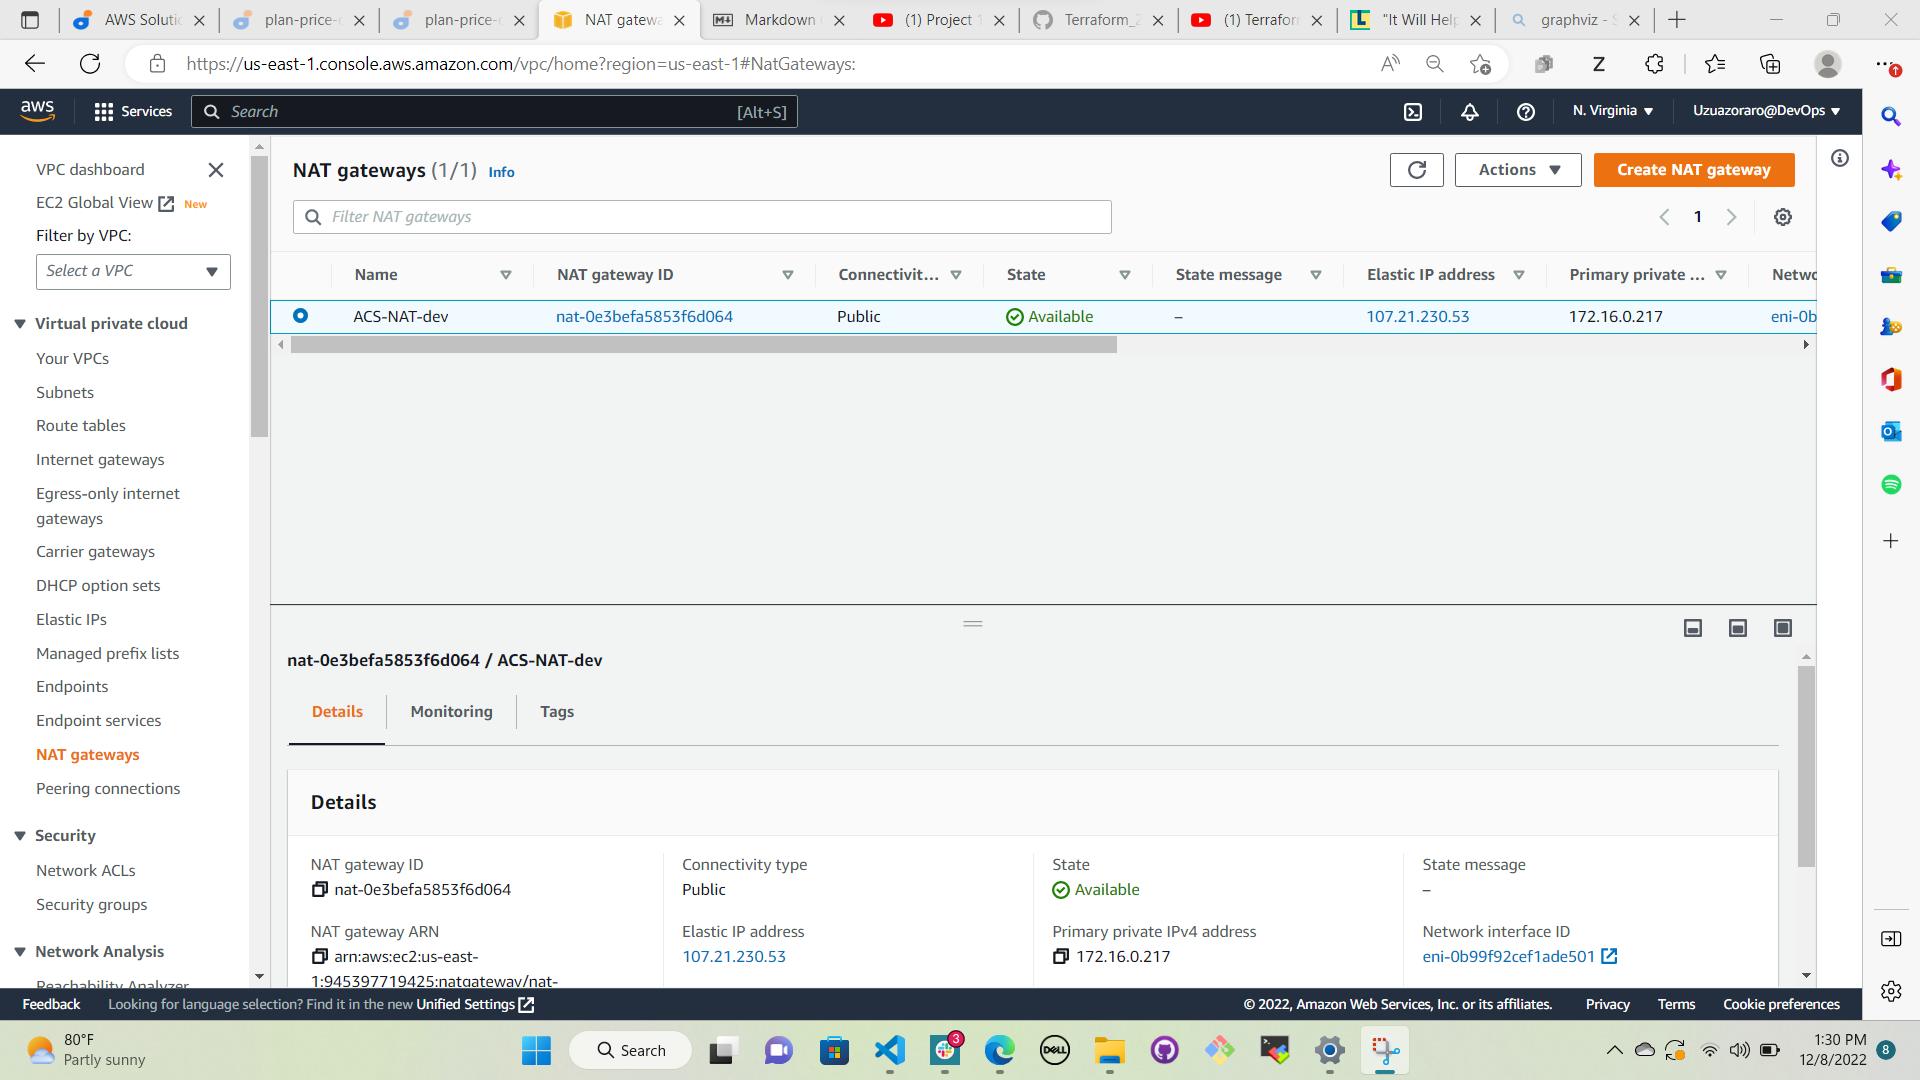 AWS Solutio
plan-price-c
plan-price-c
NAT gatewa
Markdown
(1) Project 1
Terraform_2
(1) Terrafor
"It Will Help
graphviz - S
https://us-east-1.console.aws.amazon.com/vpc/home?region=us-east-1#NatGateways:
aws
Services
Search
[Alt+S]
N. Virginia
Uzuazoraro@DevOps
VPC dashboard
EC2 Global View New
Filter by VPC:
Select a VPC
Virtual private cloud
Your VPCs
Subnets
Route tables
Internet gateways
Egress-only internet
gateways
Carrier gateways
DHCP option sets
Elastic IPs
Managed prefix lists
Endpoints
Endpoint services
NAT gateways
Peering connections
Security
Network ACLs
Security groups
Network Analysis
Reachability Analyzer
NAT gateways (1/1) Info
Actions
Create NAT gateway
Filter NAT gateways
1
Name NAT gateway ID Connectivit... State State message Elastic IP address Primary private ... Netwo
ACS-NAT-dev nat-0e3befa5853f6d064 Public Available – 107.21.230.53 172.16.0.217 eni-0b
nat-0e3befa5853f6d064 / ACS-NAT-dev
Details Monitoring Tags
Details
NAT gateway ID Connectivity type State State message
nat-0e3befa5853f6d064 Public Available –
NAT gateway ARN Elastic IP address Primary private IPv4 address Network interface ID
arn:aws:ec2:us-east- 107.21.230.53 172.16.0.217 eni-0b99f92cef1ade501
1:945397719425:natgateway/nat-
Feedback Looking for language selection? Find it in the new Unified Settings © 2022, Amazon Web Services, Inc. or its affiliates. Privacy Terms Cookie preferences
80°F
Partly sunny
Search
3
DELL
1:30 PM
12/8/2022
8